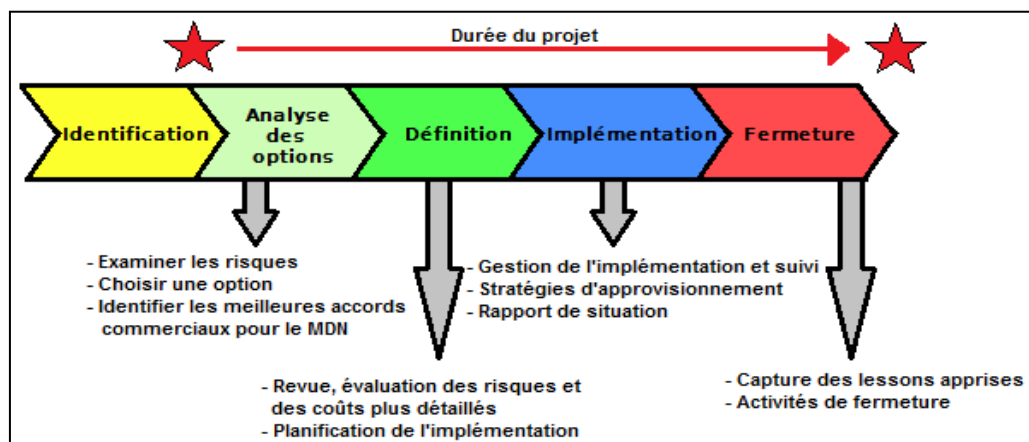 Durée du projet
Identification
Analyse
des
options
Définition
Implémentation
Fermeture
- Examiner les risques
- Choisir une option
- Identifier les meilleures accords
commerciaux pour le MDN
- Gestion de l'implémentation et suivi
- Stratégies d'approvisionnement
- Rapport de situation
- Revue, évaluation des risques et
des coûts plus détaillés
- Planification de l'implémentation
- Capture des lessons apprises
- Activités de fermeture